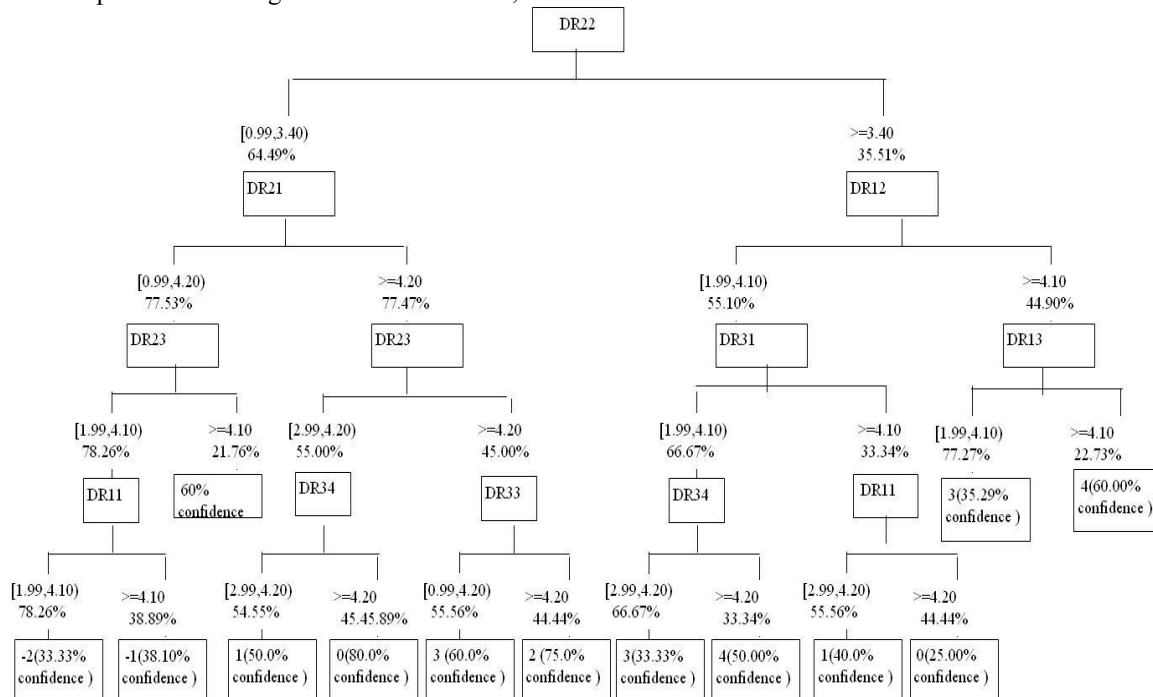 DR22
[0.99,3.40)
64.49%
>=3.40
35.51%
DR21
DR12
[0.99,4.20)
77.53%
>=4.20
77.47%
[1.99,4.10)
55.10%
>=4.10
44.90%
DR23
DR23
DR31
DR13
[1.99,4.10)
78.26%
>=4.10
21.76%
[2.99,4.20)
55.00%
>=4.20
45.00%
[1.99,4.10)
66.67%
>=4.10
33.34%
[1.99,4.10)
77.27%
>=4.10
22.73%
DR11
60%
confidence
DR34
DR33
DR34
DR11
3(35.29%
confidence )
4(60.00%
confidence )
[1.99,4.10)
78.26%
>=4.10
38.89%
[2.99,4.20)
54.55%
>=4.20
45.45.89%
[0.99,4.20)
55.56%
>=4.20
44.44%
[2.99,4.20)
66.67%
>=4.20
33.34%
[2.99,4.20)
55.56%
>=4.20
44.44%
-2(33.33%
confidence )
-1(38.10%
confidence )
1(50.0%
confidence )
0(80.0%
confidence )
3 (60.0%
confidence )
2 (75.0%
confidence )
3(33.33%
confidence )
4(50.00%
confidence )
1(40.0%
confidence )
0(25.00%
confidence )